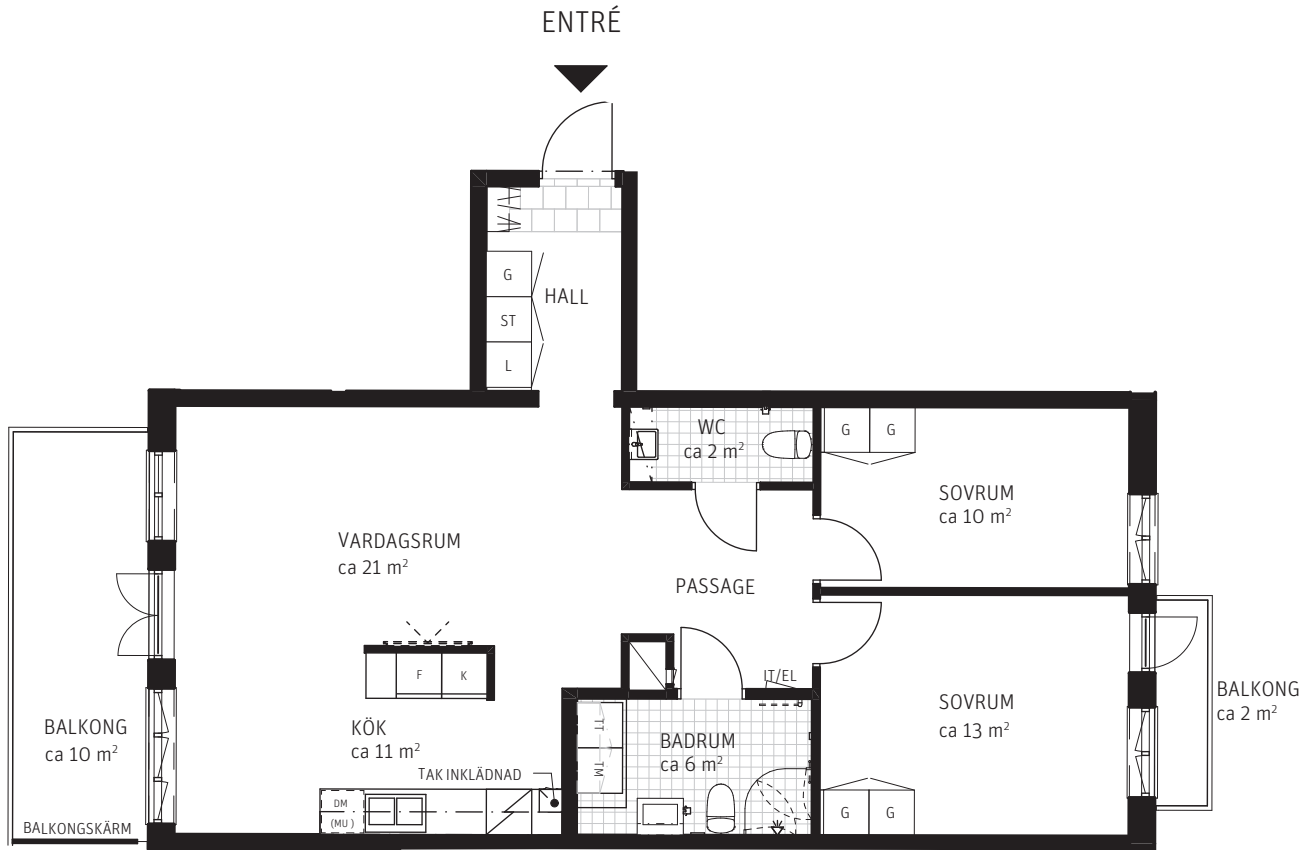 ENTRÉ
G
HALL
ST
L
WC
ca 2 m²
G
G
SOVRUM
ca 10 m²
VARDAGSRUM
ca 21 m²
PASSAGE
IT/EL
F
K
SOVRUM
ca 13 m²
BALKONG
ca 2 m²
BALKONG
ca 10 m²
KÖK
ca 11 m²
TT
TM
BADRUM
ca 6 m²
TAK INKLÄDNAD
DM
(MU)
G
G
BALKONGSKÄRM